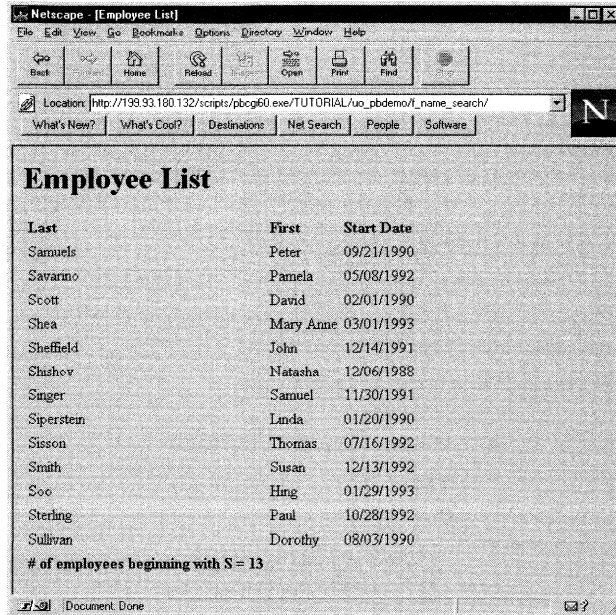 Netscape - [Employee List]
File Edit View Go Bookmarks Options Directory Window Help
Back Forward Home Reload Images Open Print Find Stop
Location: http://199.93.180.132/scripts/pbcgi60.exe/TUTORIAL/uo_pbdemo/f_name_search/
What's New? What's Cool? Destinations Net Search People Software
N
Employee List
Last First Start Date
Samuels Peter 09/21/1990
Savarino Pamela 05/08/1992
Scott David 02/01/1990
Shea Mary Anne 03/01/1993
Sheffield John 12/14/1991
Shishov Natasha 12/06/1988
Singer Samuel 11/30/1991
Siperstein Linda 01/20/1990
Sisson Thomas 07/16/1992
Smith Susan 12/13/1992
Soo Hing 01/29/1993
Sterling Paul 10/28/1992
Sullivan Dorothy 08/03/1990
# of employees beginning with S = 13
Document: Done
?